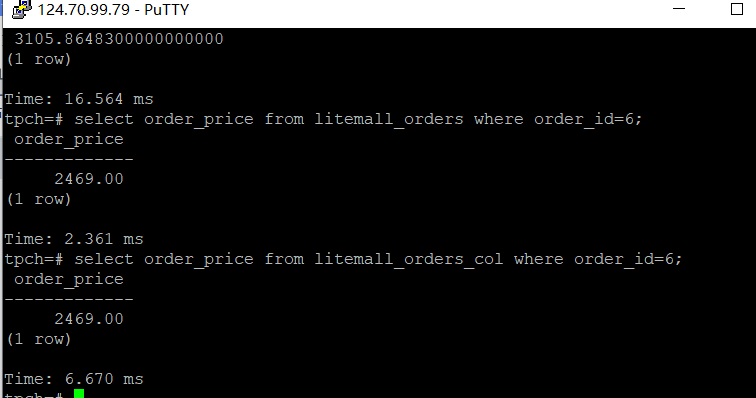 124.70.99.79 - PuTTY
3105.8648300000000000
(1 row)
Time: 16.564 ms
tpch=# select order_price from litemall_orders where order_id=6;
order_price
-------------
2469.00
(1 row)
Time: 2.361 ms
tpch=# select order_price from litemall_orders_col where order_id=6;
order_price
-------------
2469.00
(1 row)
Time: 6.670 ms
tpch=#